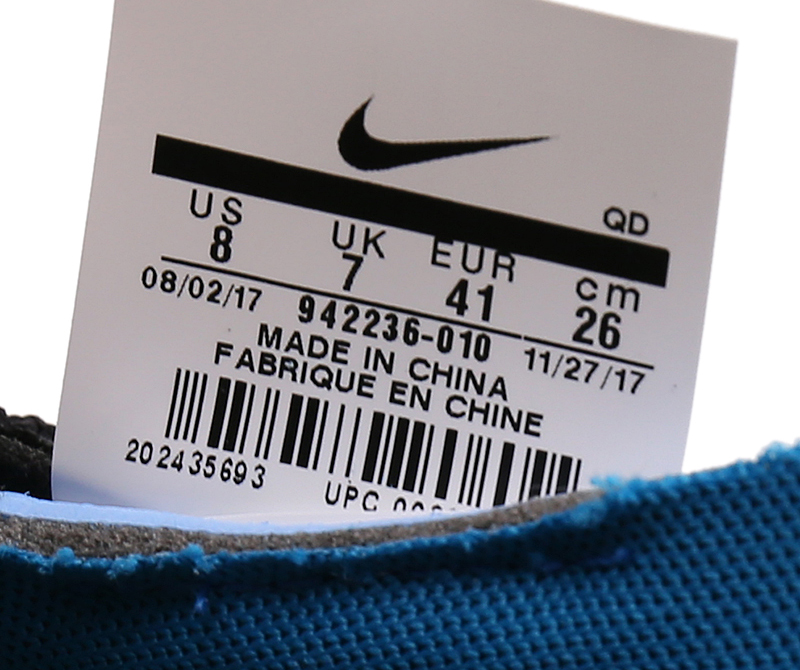 QD
US UK EUR cm
8 7 41 26
08/02/17 942236-010 11/27/17
MADE IN CHINA
FABRIQUE EN CHINE
202435693
UPC